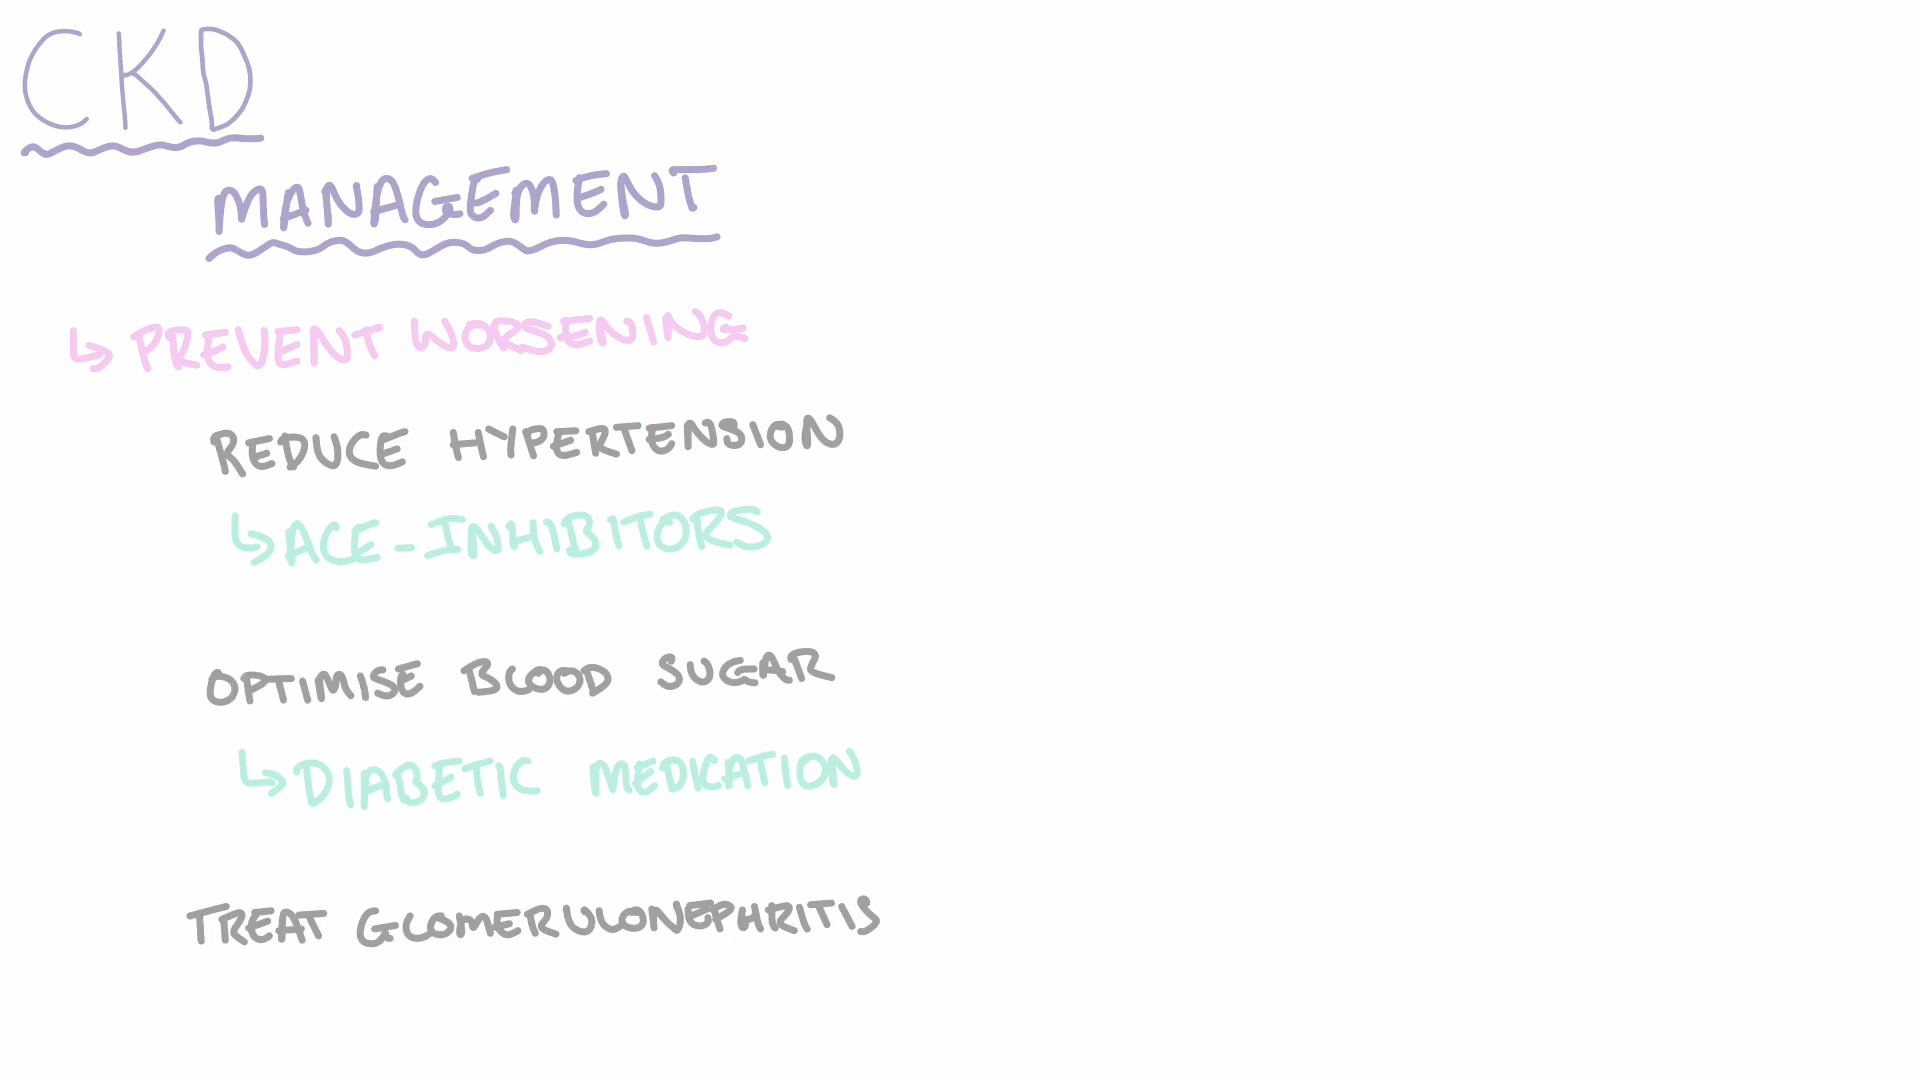 CKD
MANAGEMENT
↳ PREVENT WORSENING
REDUCE HYPERTENSION
↳ ACE-INHIBITORS
OPTIMISE BLOOD SUGAR
↳ DIABETIC MEDICATION
TREAT GLOMERULONEPHRITIS